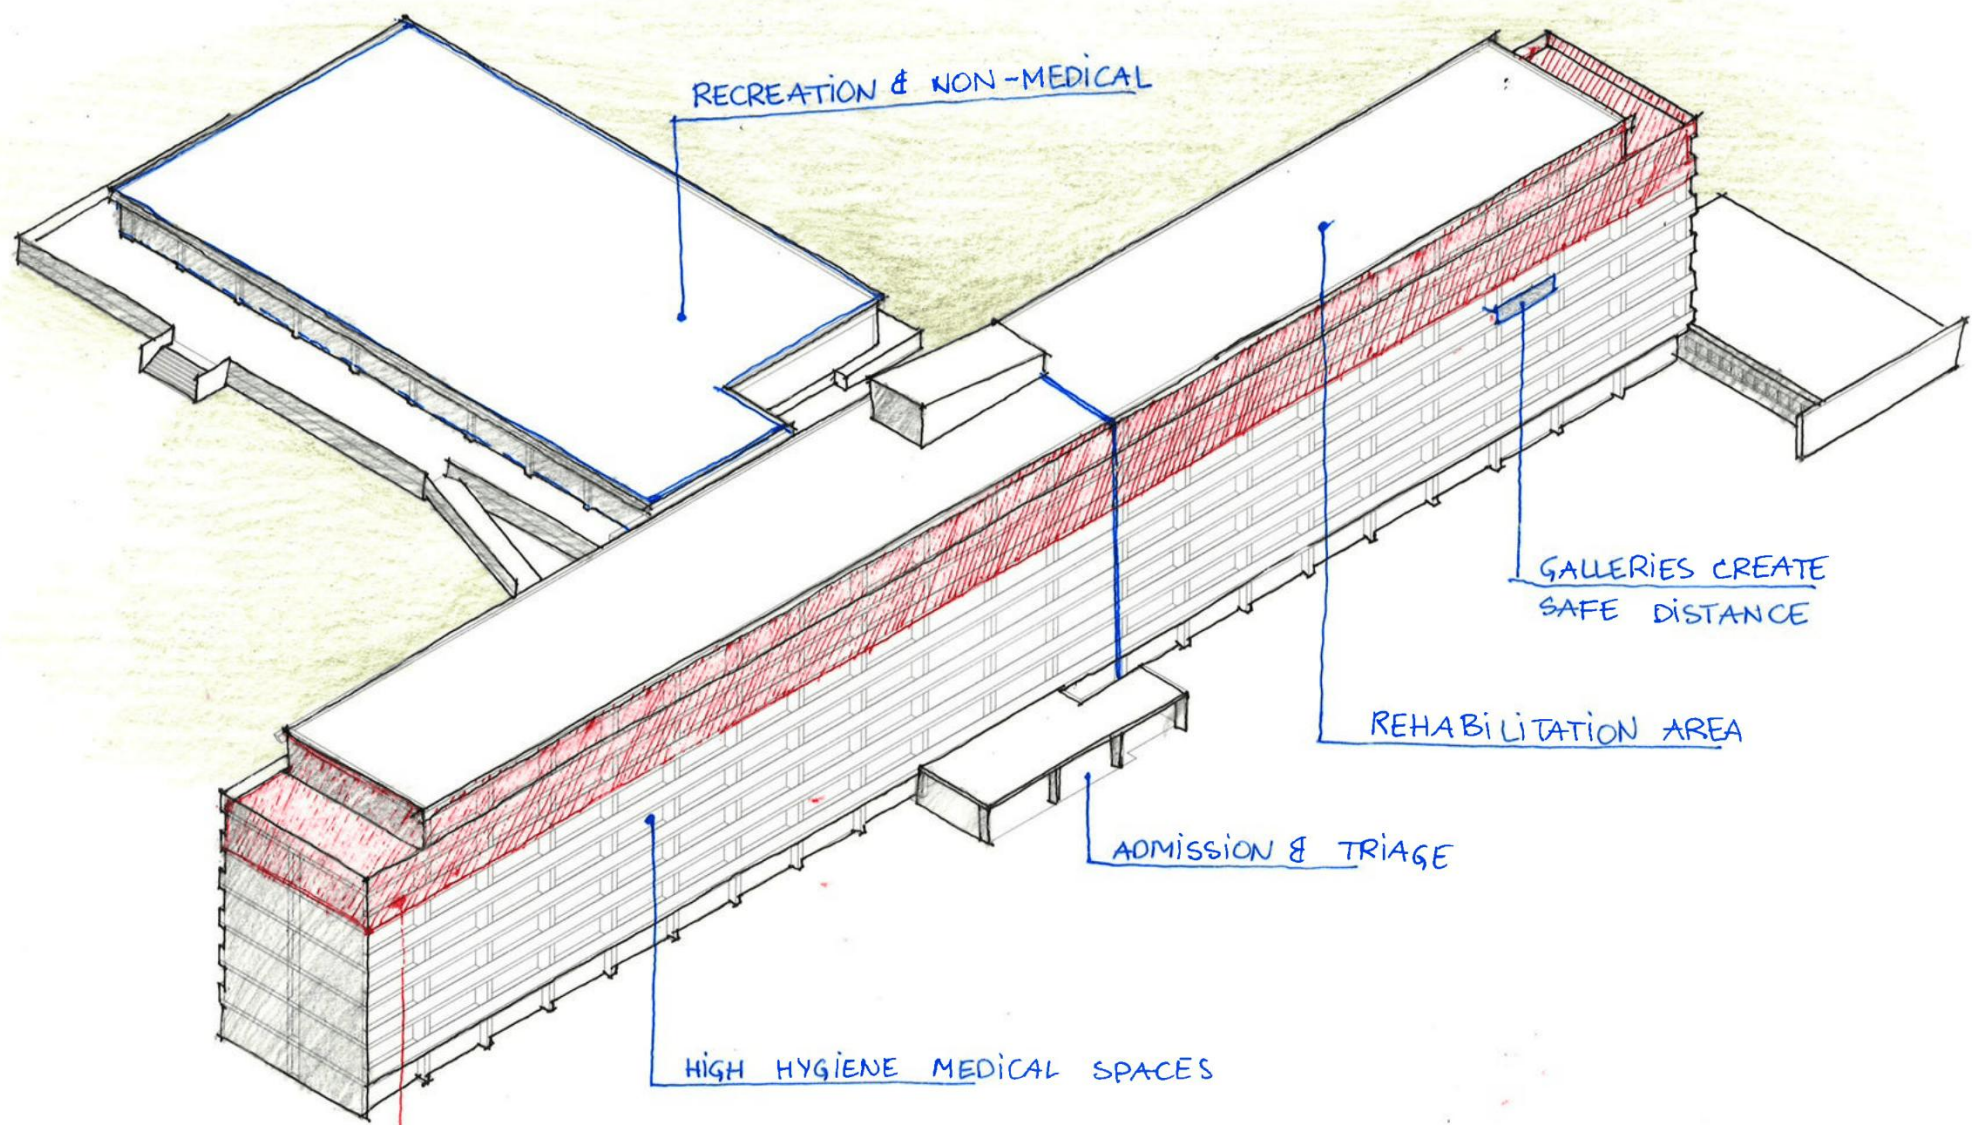 RECREATION & NON-MEDICAL
GALLERIES CREATE
SAFE DISTANCE
REHABILITATION AREA
ADMISSION & TRIAGE
HIGH HYGIENE MEDICAL SPACES